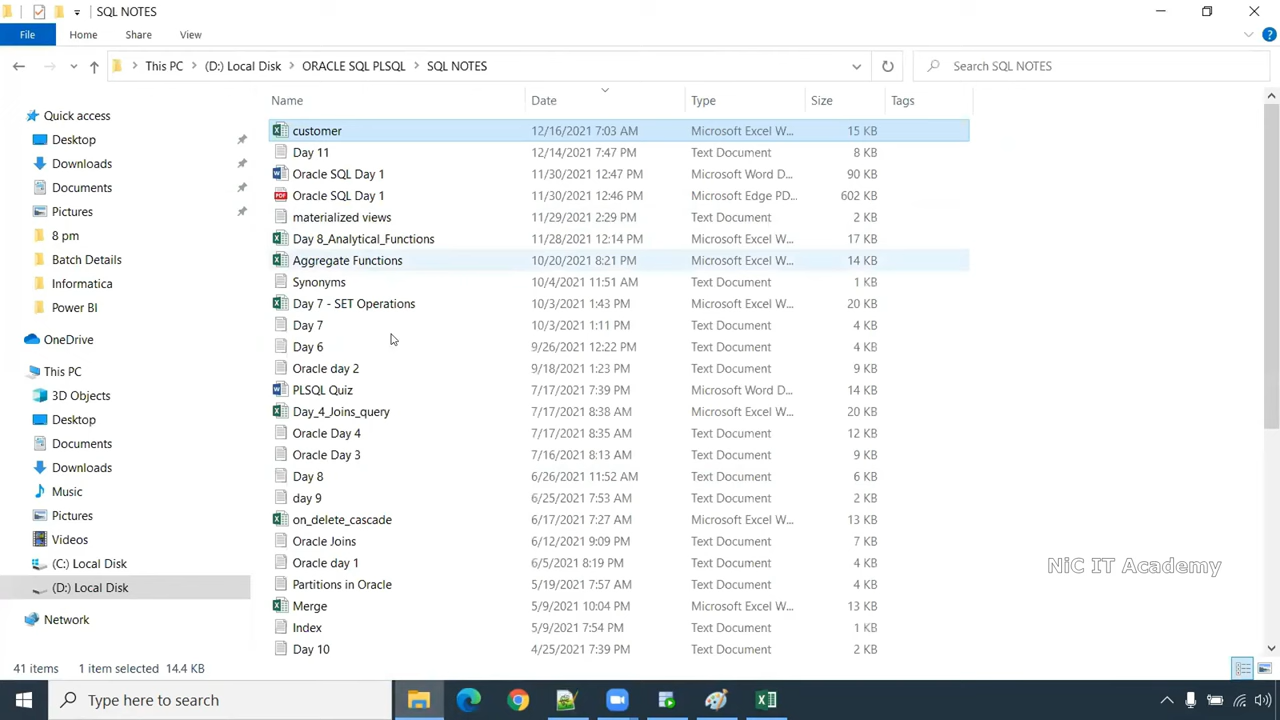 SQL NOTES
File Home Share View
This PC (D:) Local Disk ORACLE SQL PLSQL SQL NOTES Search SQL NOTES
Name Date Type Size Tags
Quick access
Desktop
Downloads
Documents
Pictures
8 pm
Batch Details
Informatica
Power BI
OneDrive
This PC
3D Objects
Desktop
Documents
Downloads
Music
Pictures
Videos
(C:) Local Disk
(D:) Local Disk
Network
customer 12/16/2021 7:03 AM Microsoft Excel W... 15 KB
Day 11 12/14/2021 7:47 PM Text Document 8 KB
Oracle SQL Day 1 11/30/2021 12:47 PM Microsoft Word D... 90 KB
Oracle SQL Day 1 11/30/2021 12:46 PM Microsoft Edge PD... 602 KB
materialized views 11/29/2021 2:29 PM Text Document 2 KB
Day 8_Analytical_Functions 11/28/2021 12:14 PM Microsoft Excel W... 17 KB
Aggregate Functions 10/20/2021 8:21 PM Microsoft Excel W... 14 KB
Synonyms 10/4/2021 11:51 AM Text Document 1 KB
Day 7 - SET Operations 10/3/2021 1:43 PM Microsoft Excel W... 20 KB
Day 7 10/3/2021 1:11 PM Text Document 4 KB
Day 6 9/26/2021 12:22 PM Text Document 4 KB
Oracle day 2 9/18/2021 1:23 PM Text Document 9 KB
PLSQL Quiz 7/17/2021 7:39 PM Microsoft Word D... 14 KB
Day_4_Joins_query 7/17/2021 8:38 AM Microsoft Excel W... 20 KB
Oracle Day 4 7/17/2021 8:35 AM Text Document 12 KB
Oracle Day 3 7/16/2021 8:13 AM Text Document 9 KB
Day 8 6/26/2021 11:52 AM Text Document 4 KB
day 9 6/25/2021 7:53 AM Text Document 2 KB
on_delete_cascade 6/17/2021 7:27 AM Microsoft Excel W... 13 KB
Oracle Joins 6/12/2021 9:09 PM Text Document 7 KB
Oracle day 1 6/5/2021 8:19 PM Text Document 4 KB
Partitions in Oracle 5/19/2021 7:57 AM Text Document 4 KB
Merge 5/9/2021 10:04 PM Microsoft Excel W... 13 KB
Index 5/9/2021 7:54 PM Text Document 1 KB
Day 10 4/25/2021 7:39 PM Text Document 2 KB
NiC IT Academy
41 items 1 item selected 14.4 KB
Type here to search